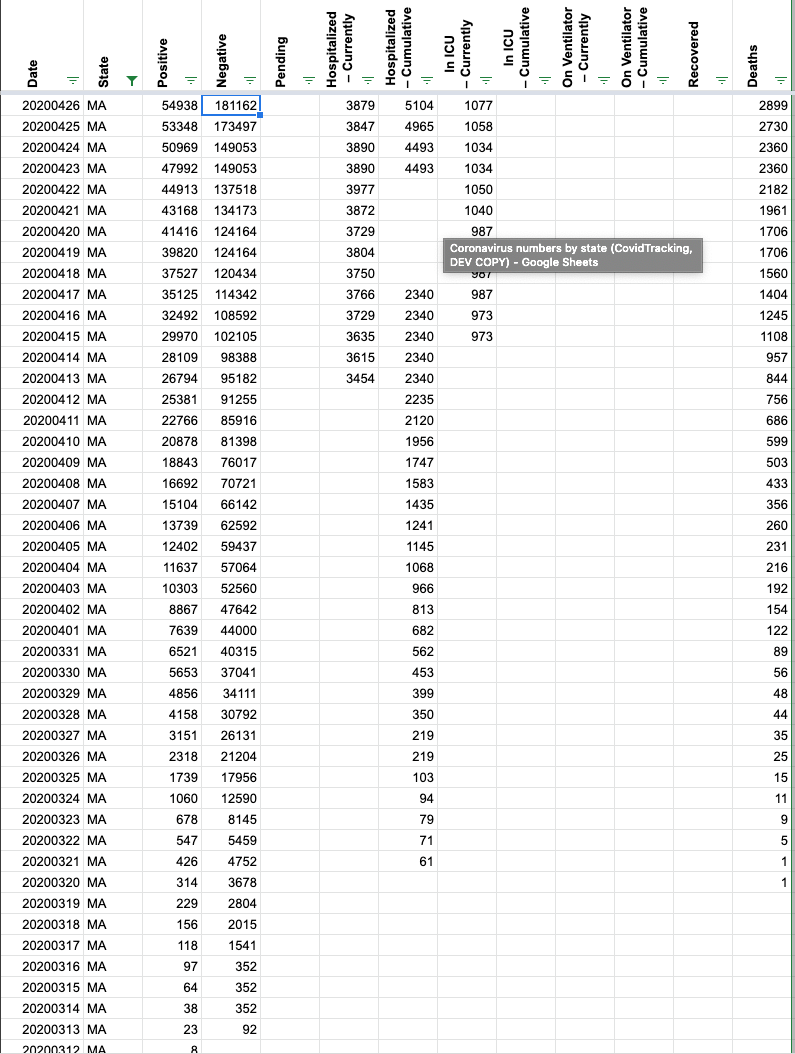 Date State Positive Negative Pending Hospitalized – Currently Hospitalized – Cumulative In ICU – Currently In ICU – Cumulative On Ventilator – Currently On Ventilator – Cumulative Recovered Deaths
20200426 MA 54938 181162 3879 5104 1077 2899
20200425 MA 53348 173497 3847 4965 1058 2730
20200424 MA 50969 149053 3890 4493 1034 2360
20200423 MA 47992 149053 3890 4493 1034 2360
20200422 MA 44913 137518 3977 1050 2182
20200421 MA 43168 134173 3872 1040 1961
20200420 MA 41416 124164 3729 987 1706
20200419 MA 39820 124164 3804 1706
Coronavirus numbers by state (CovidTracking,
DEV COPY) - Google Sheets
20200418 MA 37527 120434 3750 987 1560
20200417 MA 35125 114342 3766 2340 987 1404
20200416 MA 32492 108592 3729 2340 973 1245
20200415 MA 29970 102105 3635 2340 973 1108
20200414 MA 28109 98388 3615 2340 957
20200413 MA 26794 95182 3454 2340 844
20200412 MA 25381 91255 2235 756
20200411 MA 22766 85916 2120 686
20200410 MA 20878 81398 1956 599
20200409 MA 18843 76017 1747 503
20200408 MA 16692 70721 1583 433
20200407 MA 15104 66142 1435 356
20200406 MA 13739 62592 1241 260
20200405 MA 12402 59437 1145 231
20200404 MA 11637 57064 1068 216
20200403 MA 10303 52560 966 192
20200402 MA 8867 47642 813 154
20200401 MA 7639 44000 682 122
20200331 MA 6521 40315 562 89
20200330 MA 5653 37041 453 56
20200329 MA 4856 34111 399 48
20200328 MA 4158 30792 350 44
20200327 MA 3151 26131 219 35
20200326 MA 2318 21204 219 25
20200325 MA 1739 17956 103 15
20200324 MA 1060 12590 94 11
20200323 MA 678 8145 79 9
20200322 MA 547 5459 71 5
20200321 MA 426 4752 61 1
20200320 MA 314 3678 1
20200319 MA 229 2804
20200318 MA 156 2015
20200317 MA 118 1541
20200316 MA 97 352
20200315 MA 64 352
20200314 MA 38 352
20200313 MA 23 92
20200312 MA 8